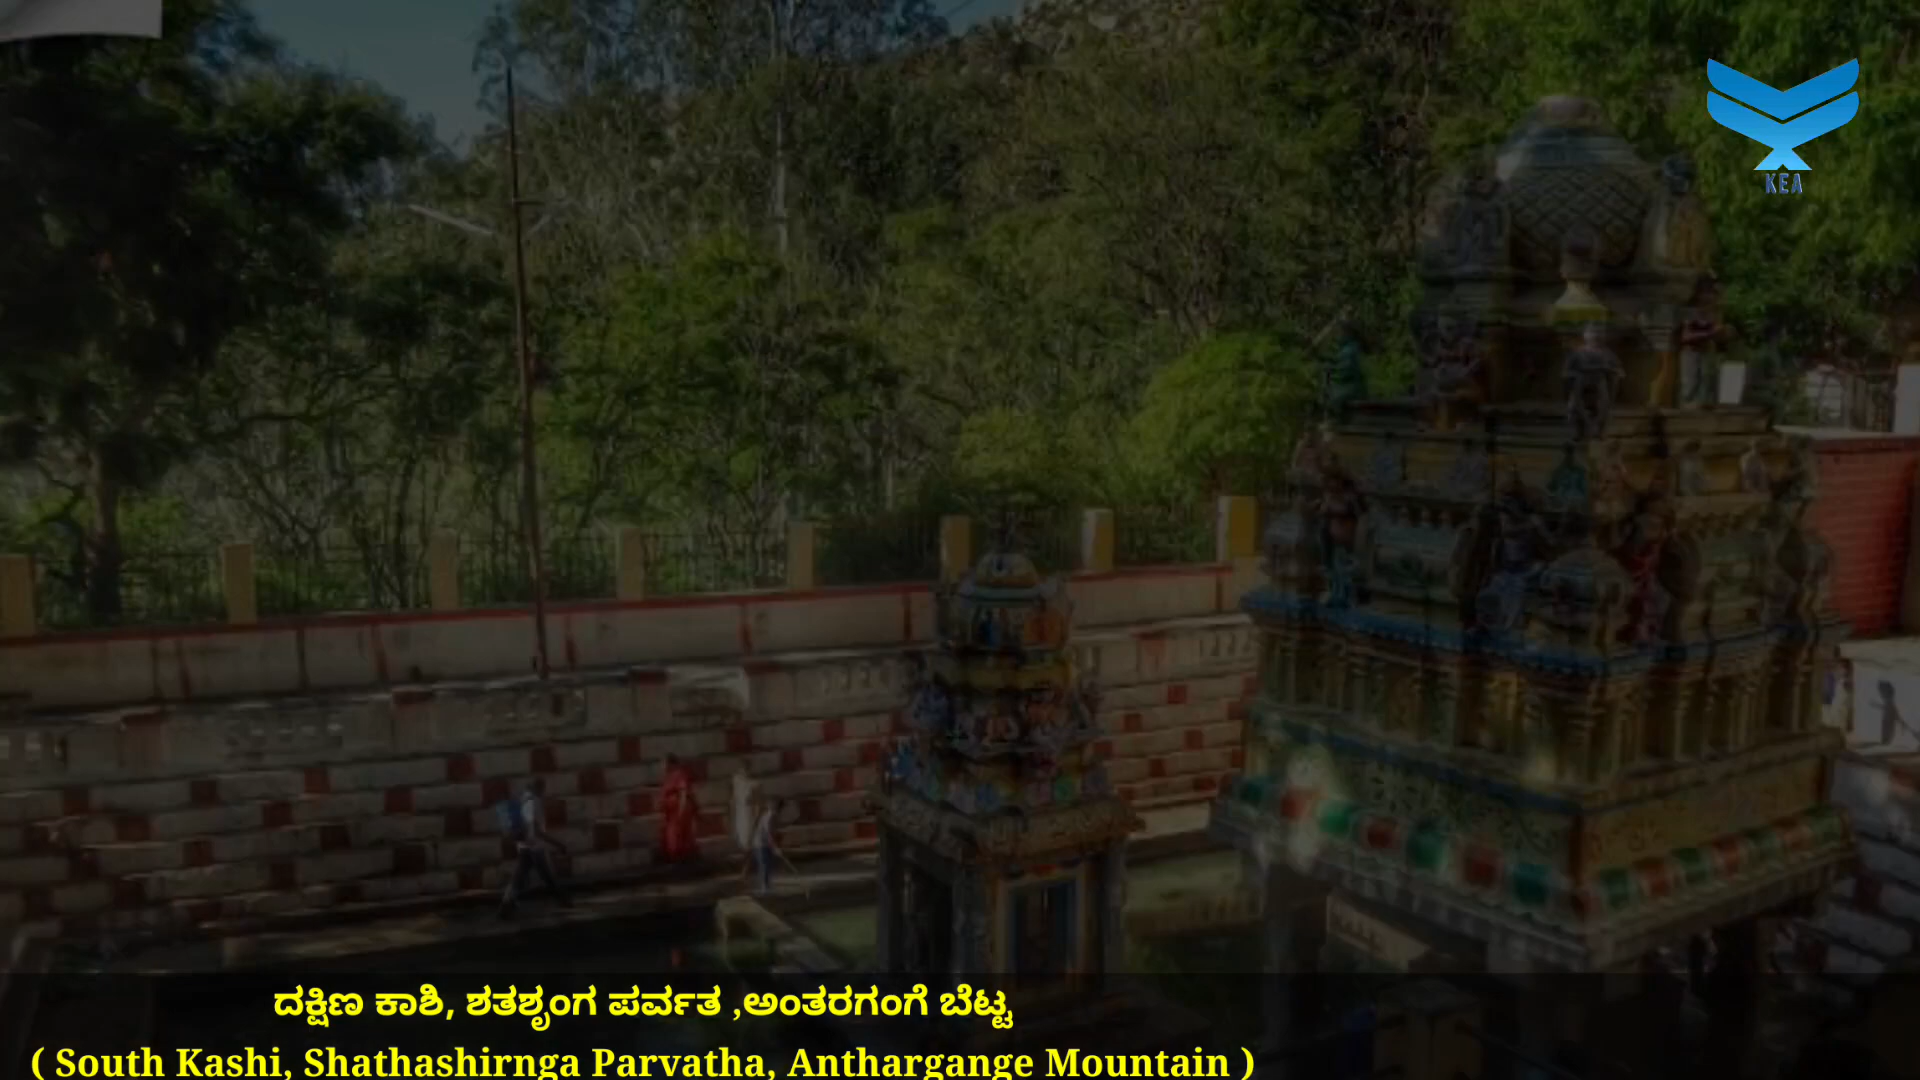 KEA
ದಕ್ಷಿಣ ಕಾಶಿ, ಶತಶೃಂಗ ಪರ್ವತ ,ಅಂತರಗಂಗೆ ಬೆಟ್ಟ
( South Kashi, Shathashirnga Parvatha, Anthargange Mountain )